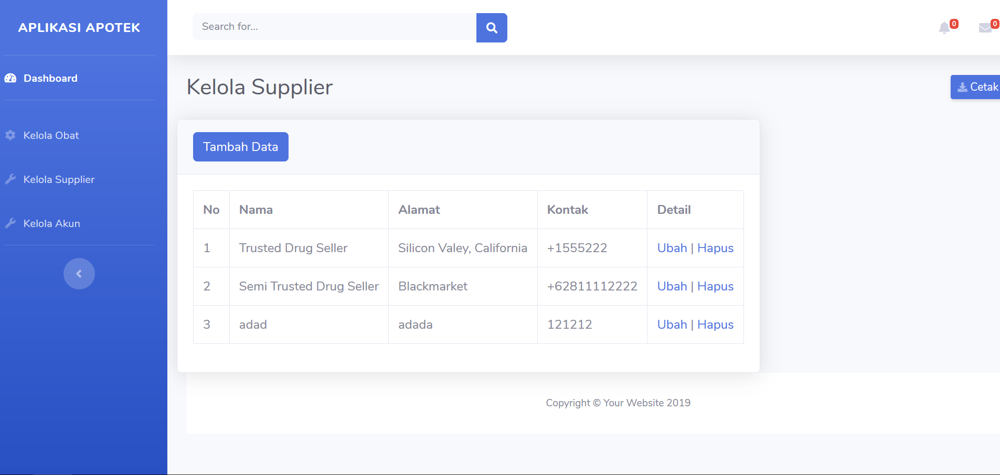 APLIKASI APOTEK
Search for...
0
0
Dashboard
Kelola Obat
Kelola Supplier
Kelola Akun
Kelola Supplier
Cetak
Tambah Data
No Nama Alamat Kontak Detail
1 Trusted Drug Seller Silicon Valey, California +1555222 Ubah | Hapus
2 Semi Trusted Drug Seller Blackmarket +62811112222 Ubah | Hapus
3 adad adada 121212 Ubah | Hapus
Copyright © Your Website 2019